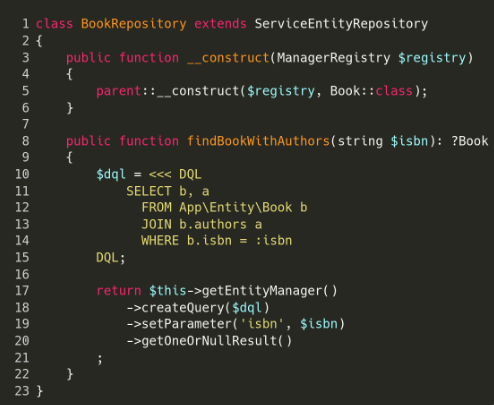 1 class BookRepository extends ServiceEntityRepository
2 {
3     public function __construct(ManagerRegistry $registry)
4     {
5         parent::__construct($registry, Book::class);
6     }
7
8     public function findBookWithAuthors(string $isbn): ?Book
9     {
10         $dql = <<< DQL
11             SELECT b, a
12               FROM App\Entity\Book b
13               JOIN b.authors a
14               WHERE b.isbn = :isbn
15         DQL;
16
17         return $this->getEntityManager()
18             ->createQuery($dql)
19             ->setParameter('isbn', $isbn)
20             ->getOneOrNullResult()
21         ;
22     }
23 }